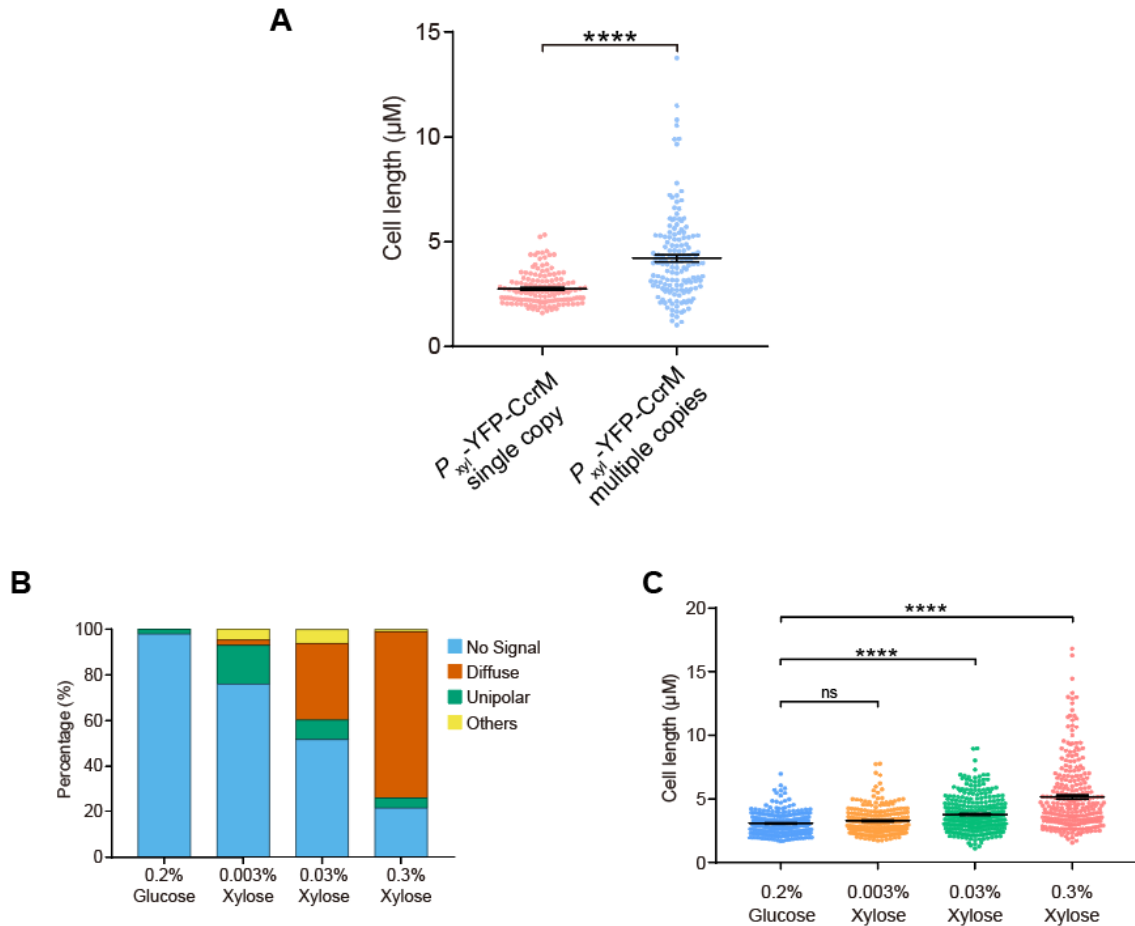 A
15
10
5
0
Cell length (µM)
****
Pxyl-YFP-CcrM
single copy
Pxyl-YFP-CcrM
multiple copies
B
100
80
60
40
20
0
Percentage (%)
0.2%
Glucose
0.003%
Xylose
0.03%
Xylose
0.3%
Xylose
No Signal
Diffuse
Unipolar
Others
C
20
15
10
5
0
Cell length (µM)
****
****
ns
0.2%
Glucose
0.003%
Xylose
0.03%
Xylose
0.3%
Xylose